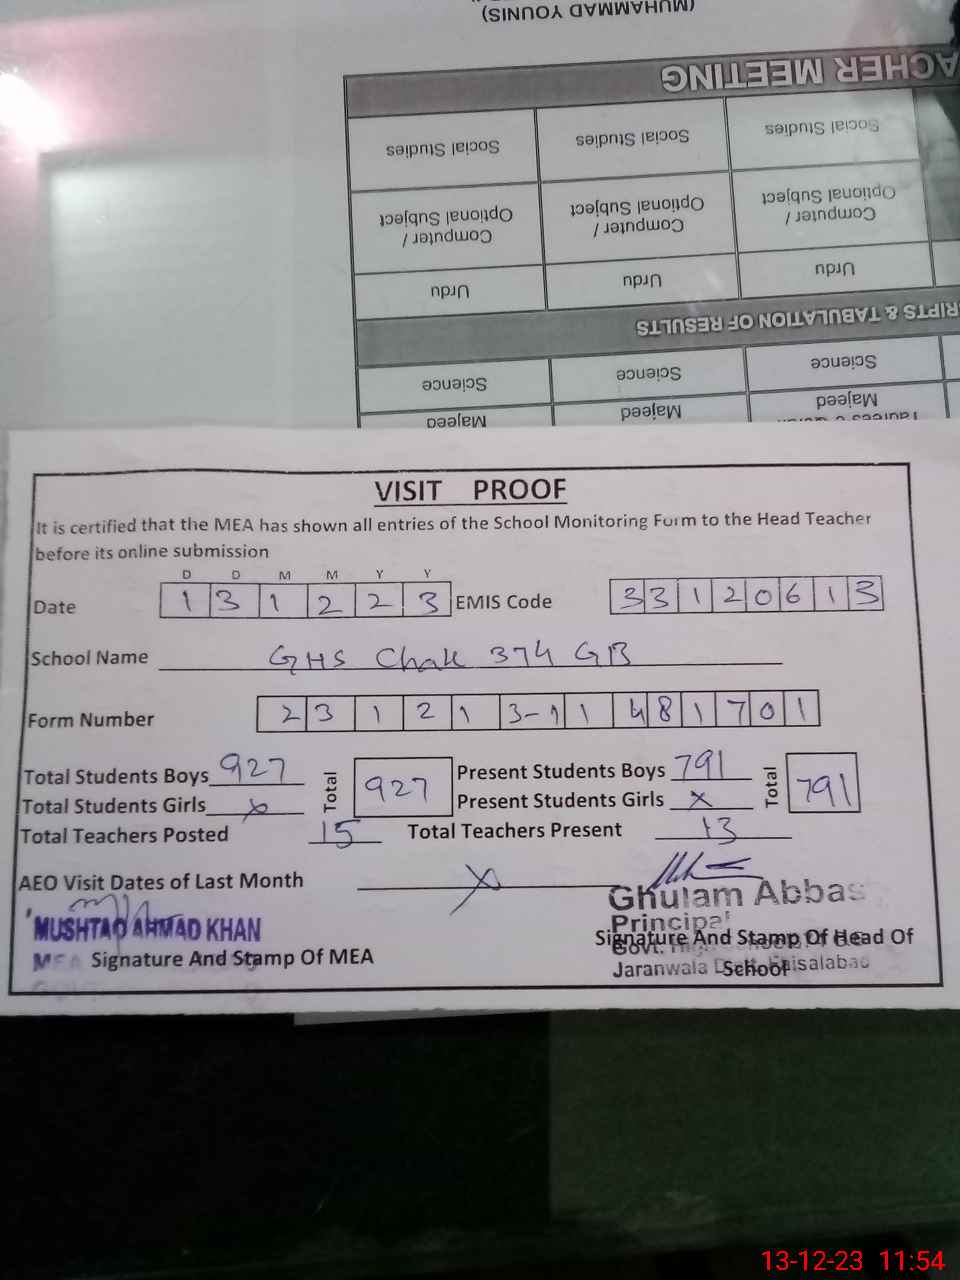 (MUHAMMAD YOUNIS)
ACHER MEETING
Social Studies Social Studies Social Studies
Computer / Optional Subject Computer / Optional Subject Computer / Optional Subject
Urdu Urdu Urdu
RIPTS & TABULATION OF RESULTS
Science Science Science
Majeed Majeed Majeed
VISIT PROOF
It is certified that the MEA has shown all entries of the School Monitoring Form to the Head Teacher
before its online submission
D D M M Y Y
Date 1 3 1 2 2 3 EMIS Code 3 3 1 2 0 6 1 3
School Name GHS Chak 374 GB
Form Number 2 3 1 2 1 3-1 1 4 8 1 7 0 1
Total Students Boys 927 Total 927 Present Students Boys 791 Total 791
Total Students Girls x Present Students Girls x
Total Teachers Posted 15 Total Teachers Present 13
AEO Visit Dates of Last Month x
Ghulam Abbas
MUSHTAQ AHMAD KHAN Principal
MEA Signature And Stamp Of MEA Signature And Stamp Of Head Of
Govt.
Jaranwala Faisalabad
School
13-12-23 11:54